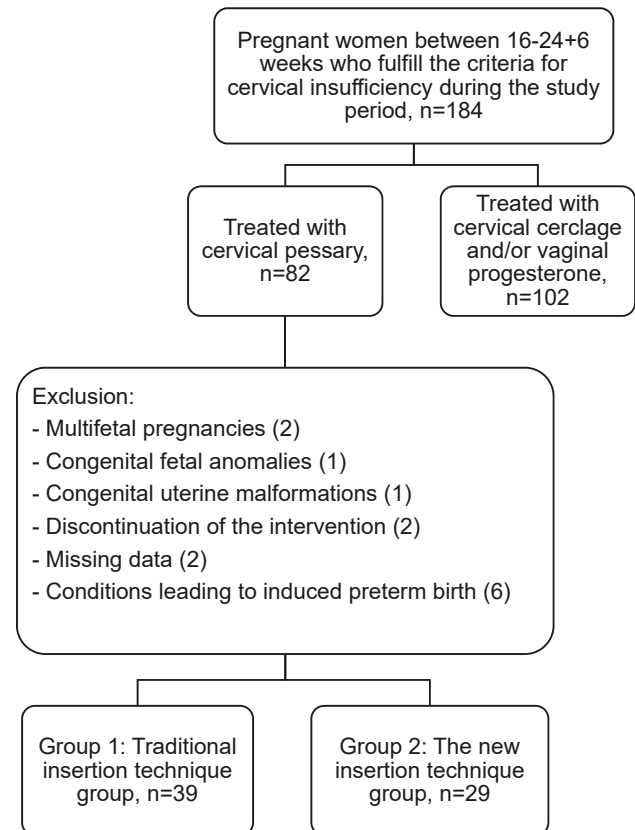 Pregnant women between 16-24+6
weeks who fulfill the criteria for
cervical insufficiency during the study
period, n=184
Treated with
cervical pessary,
n=82
Treated with
cervical cerclage
and/or vaginal
progesterone,
n=102
Exclusion:
- Multifetal pregnancies (2)
- Congenital fetal anomalies (1)
- Congenital uterine malformations (1)
- Discontinuation of the intervention (2)
- Missing data (2)
- Conditions leading to induced preterm birth (6)
Group 1: Traditional
insertion technique
group, n=39
Group 2: The new
insertion technique
group, n=29